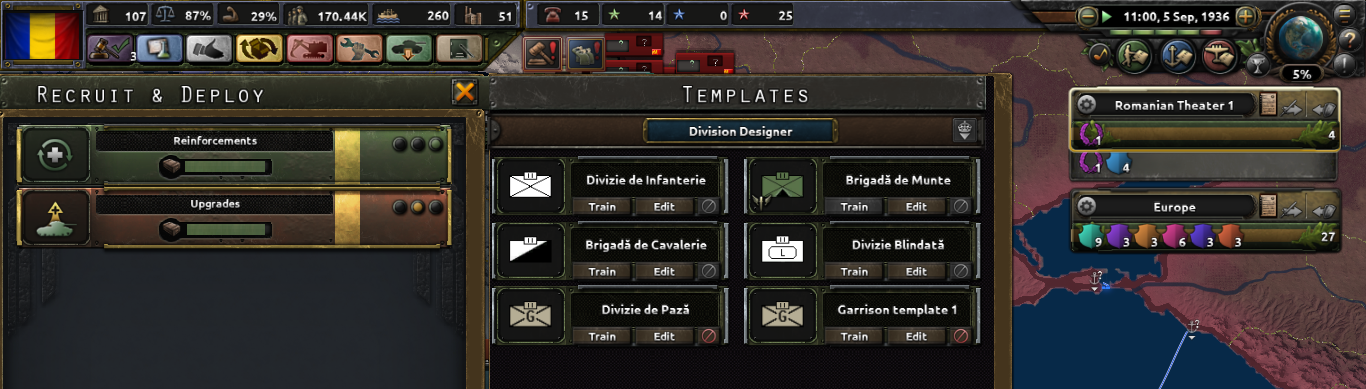 107 87% 29% 170.44K 260 51 15 14 0 25 11:00, 5 Sep, 1936
3
5%
RECRUIT & DEPLOY
TEMPLATES
Romanian Theater 1
1 4
1 4
Europe
9 3 3 6 3 3 27
Division Designer
Reinforcements
Upgrades
Divizie de Infanterie
Train Edit
Brigadă de Munte
Train Edit
Brigadă de Cavalerie
Train Edit
Divizie Blindată
L
Train Edit
Divizie de Pază
G
Train Edit
Garrison template 1
G
Train Edit